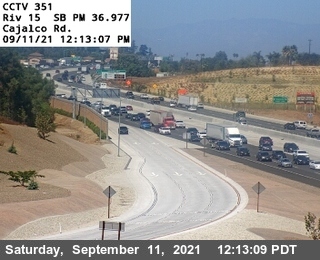 CCTV 351
Riv 15 SB PM 36.977
Cajalco Rd.
09/11/21 12:13:07 PM
Saturday, September 11, 2021 12:13:09 PDT